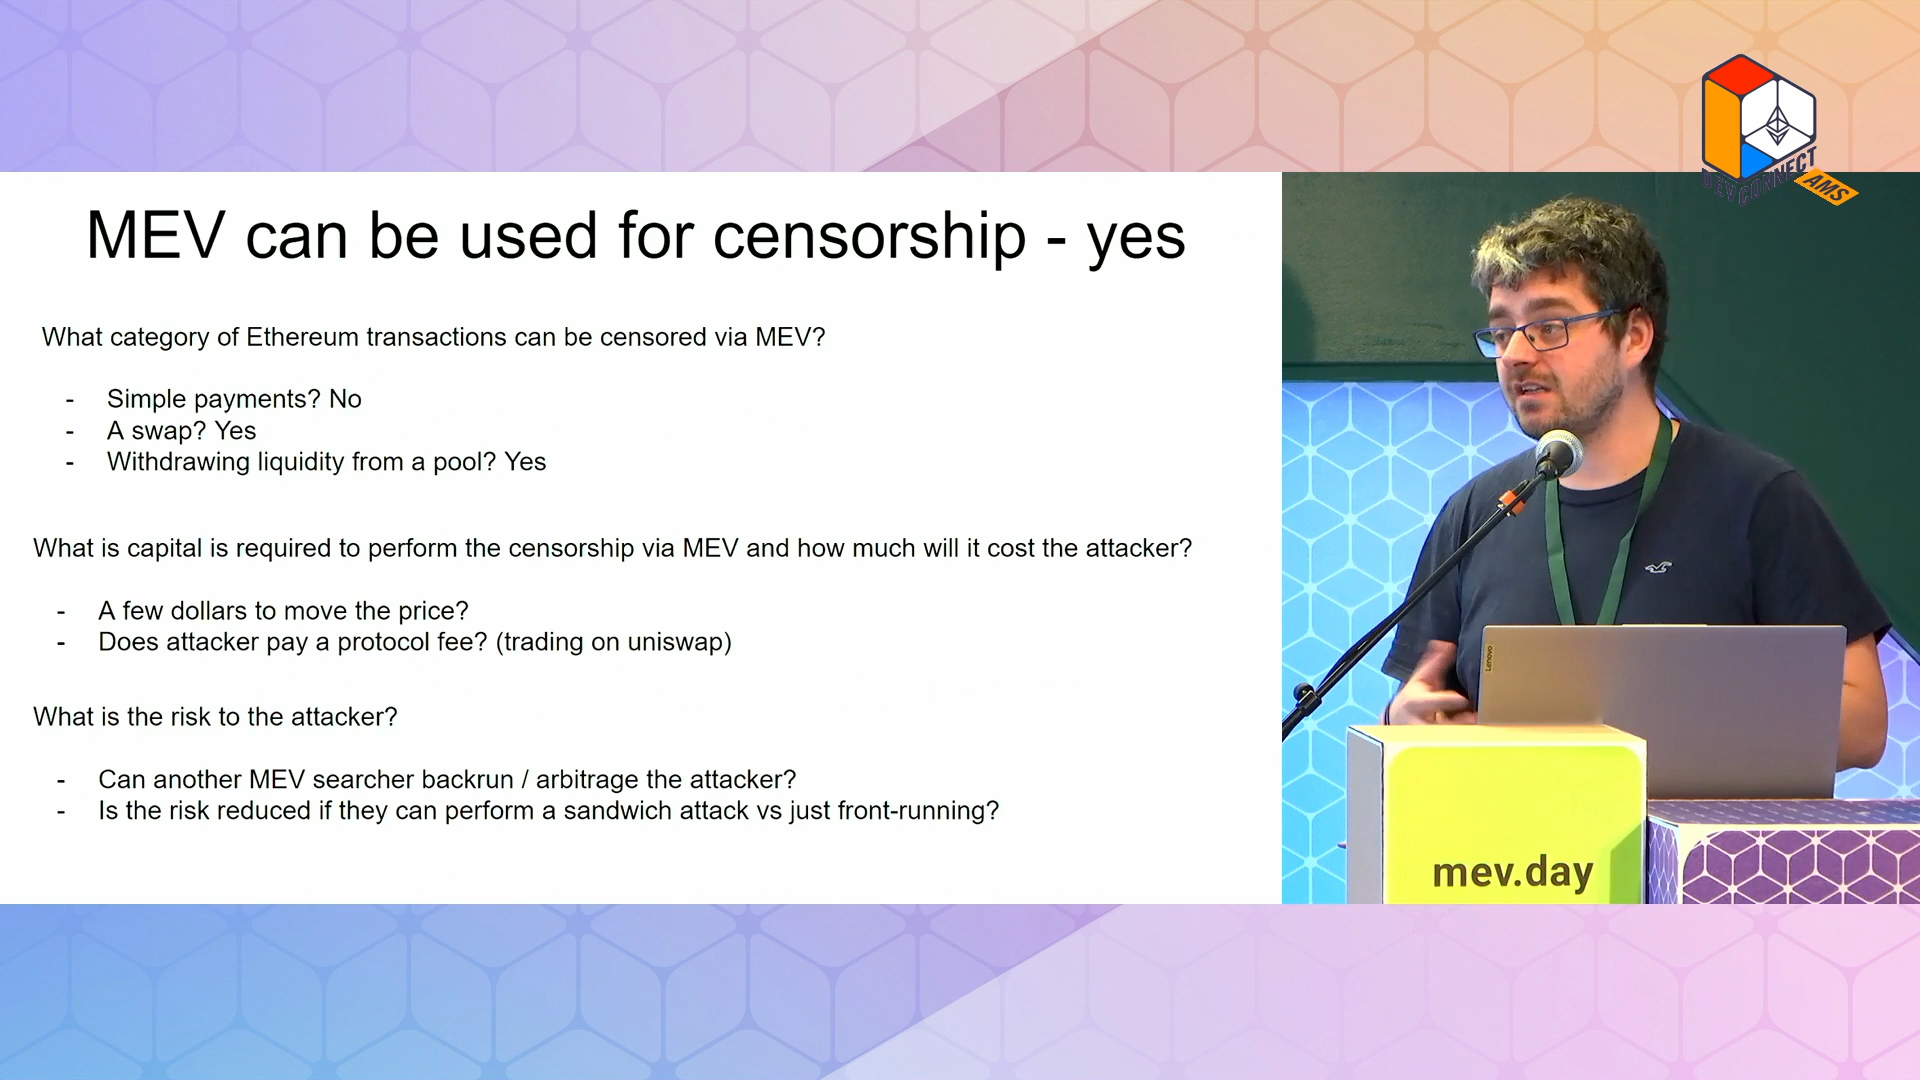 MEV can be used for censorship - yes
What category of Ethereum transactions can be censored via MEV?
- Simple payments? No
- A swap? Yes
- Withdrawing liquidity from a pool? Yes
What is capital is required to perform the censorship via MEV and how much will it cost the attacker?
- A few dollars to move the price?
- Does attacker pay a protocol fee? (trading on uniswap)
What is the risk to the attacker?
- Can another MEV searcher backrun / arbitrage the attacker?
- Is the risk reduced if they can perform a sandwich attack vs just front-running?
DEVCONNECT
AMS
Lenovo
mev.day